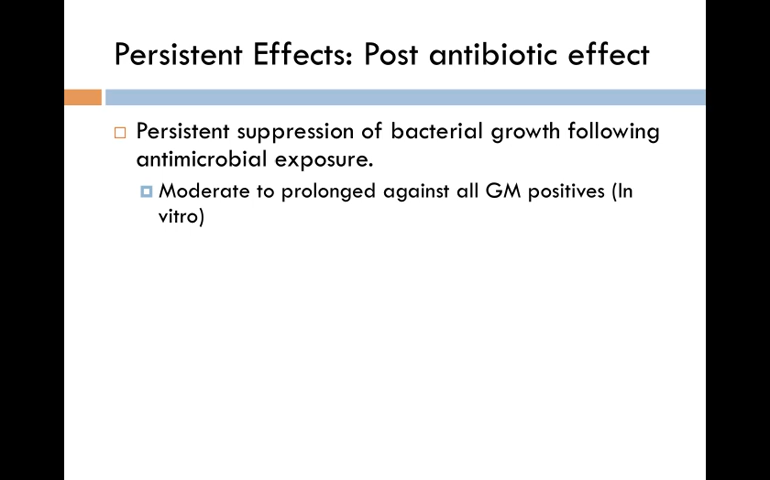 Persistent Effects: Post antibiotic effect
Persistent suppression of bacterial growth following
antimicrobial exposure.
Moderate to prolonged against all GM positives (In
vitro)